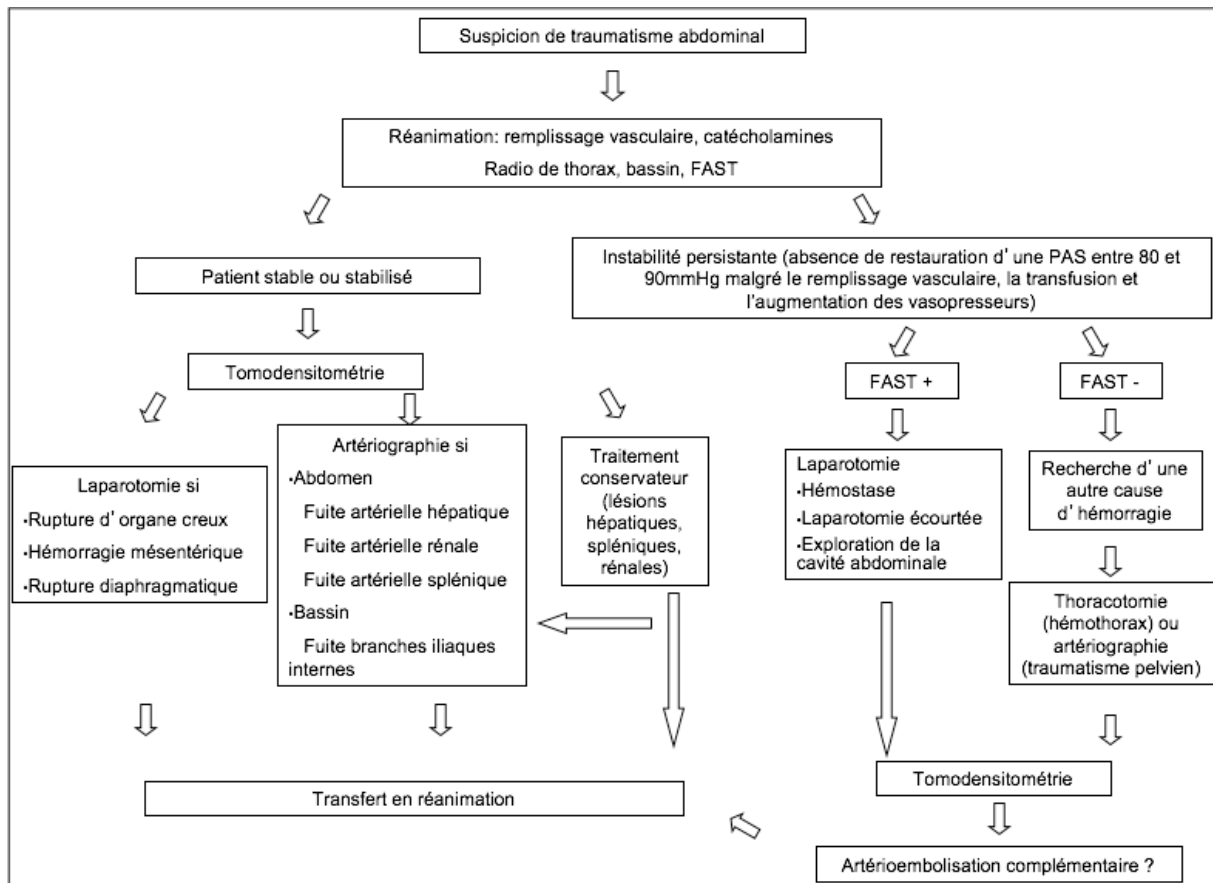 Suspicion de traumatisme abdominal
Réanimation: remplissage vasculaire, catécholamines
Radio de thorax, bassin, FAST
Patient stable ou stabilisé
Instabilité persistante (absence de restauration d' une PAS entre 80 et
90mmHg malgré le remplissage vasculaire, la transfusion et
l'augmentation des vasopresseurs)
Tomodensitométrie
FAST +
FAST -
Laparotomie si
•Rupture d' organe creux
•Hémorragie mésentérique
•Rupture diaphragmatique
Artériographie si
•Abdomen
Fuite artérielle hépatique
Fuite artérielle rénale
Fuite artérielle splénique
•Bassin
Fuite branches iliaques
internes
Traitement
conservateur
(lésions
hépatiques,
spléniques,
rénales)
Laparotomie
•Hémostase
•Laparotomie écourtée
•Exploration de la
cavité abdominale
Recherche d' une
autre cause
d' hémorragie
Thoracotomie
(hémothorax) ou
artériographie
(traumatisme pelvien)
Transfert en réanimation
Tomodensitométrie
Artérioembolisation complémentaire ?